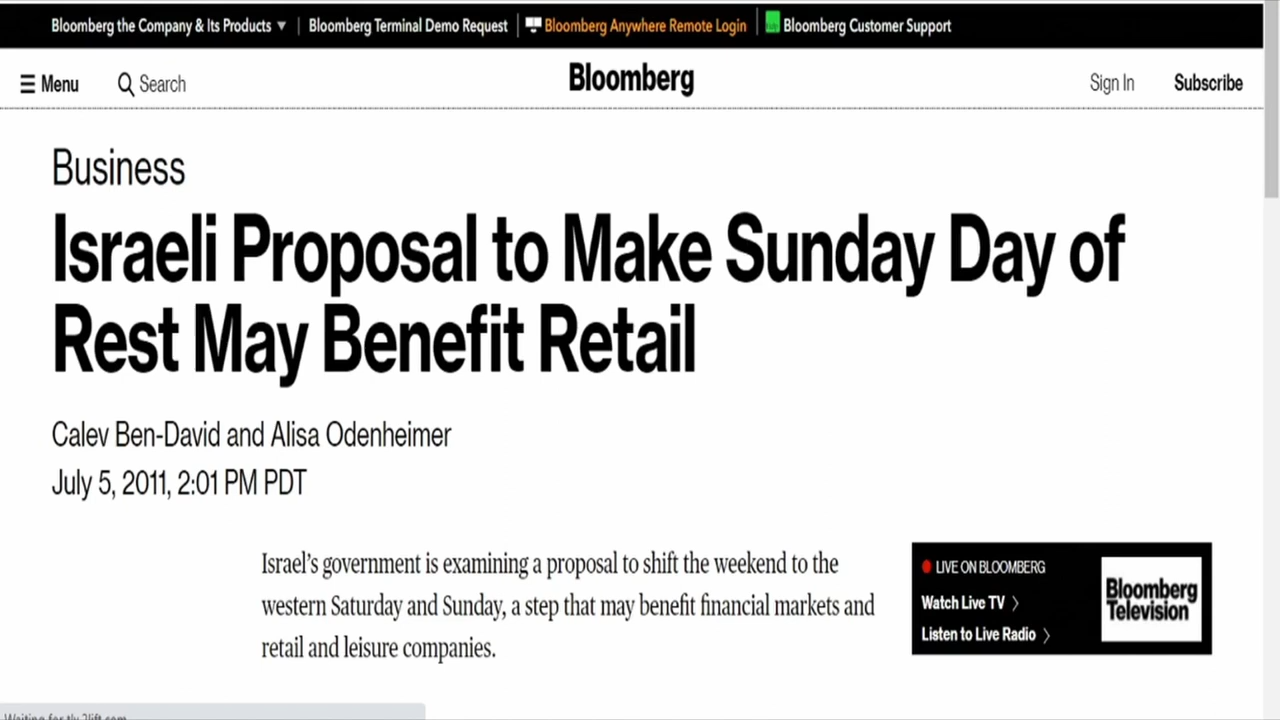 Bloomberg the Company & Its Products ▼ | Bloomberg Terminal Demo Request | Bloomberg Anywhere Remote Login | Bloomberg Customer Support
Menu Search Bloomberg Sign In Subscribe
Business
Israeli Proposal to Make Sunday Day of
Rest May Benefit Retail
Calev Ben-David and Alisa Odenheimer
July 5, 2011, 2:01 PM PDT
Israel’s government is examining a proposal to shift the weekend to the
western Saturday and Sunday, a step that may benefit financial markets and
retail and leisure companies.
LIVE ON BLOOMBERG
Watch Live TV
Listen to Live Radio
Bloomberg
Television
Waiting for